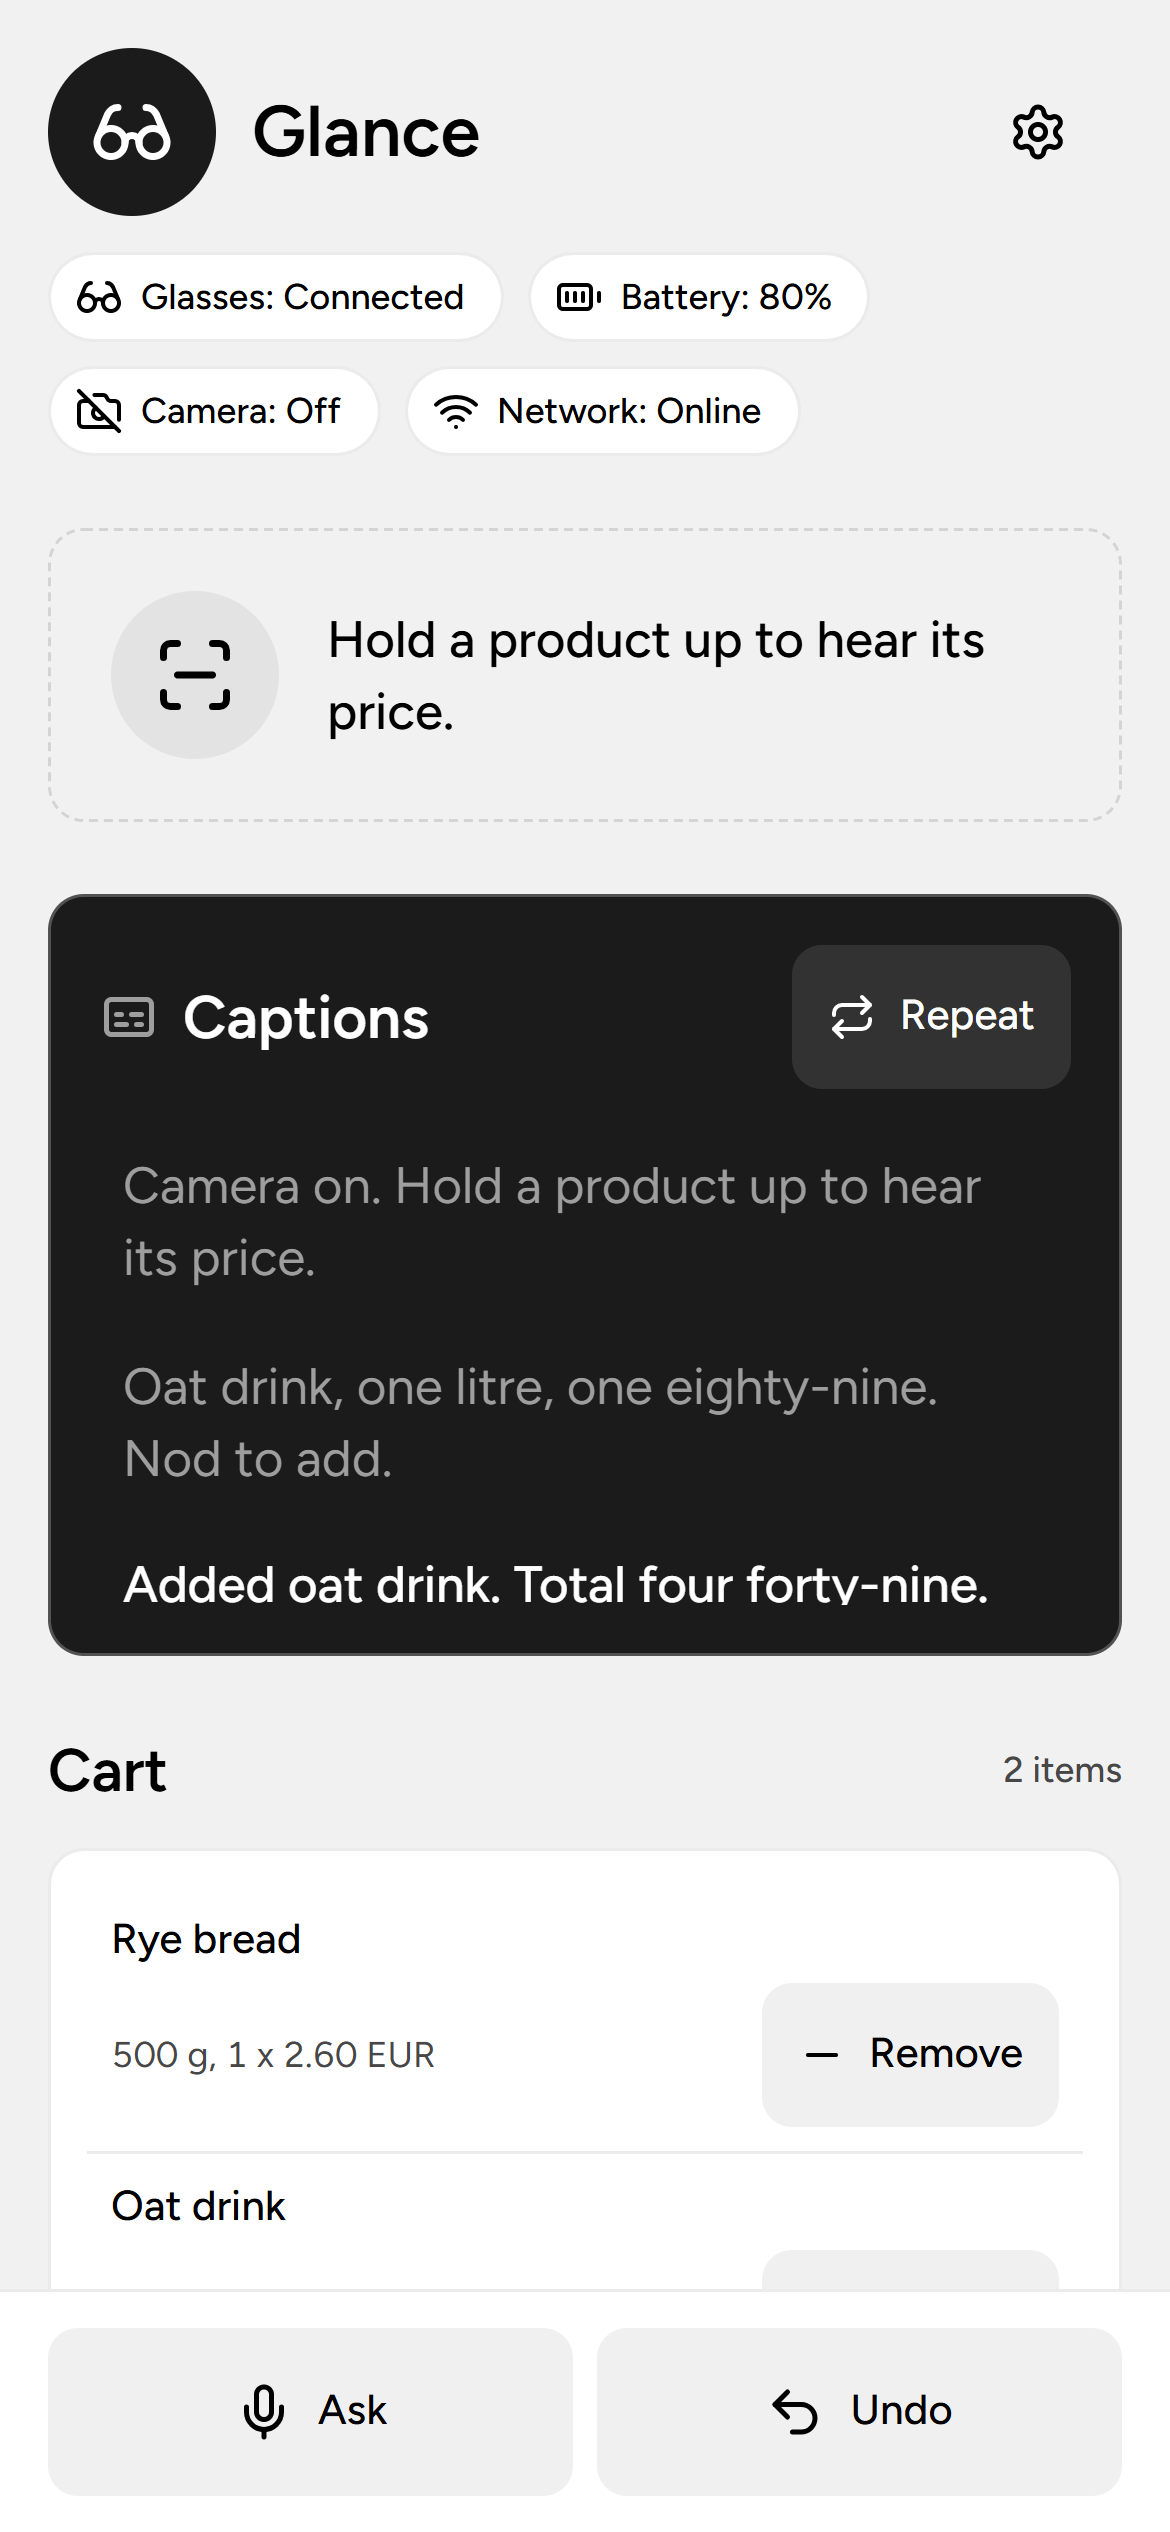 Glance
Glasses: Connected
Battery: 80%
Camera: Off
Network: Online
Hold a product up to hear its
price.
Captions
Repeat
Camera on. Hold a product up to hear
its price.
Oat drink, one litre, one eighty-nine.
Nod to add.
Added oat drink. Total four forty-nine.
Cart
2 items
Rye bread
500 g, 1 x 2.60 EUR
Remove
Oat drink
Ask
Undo